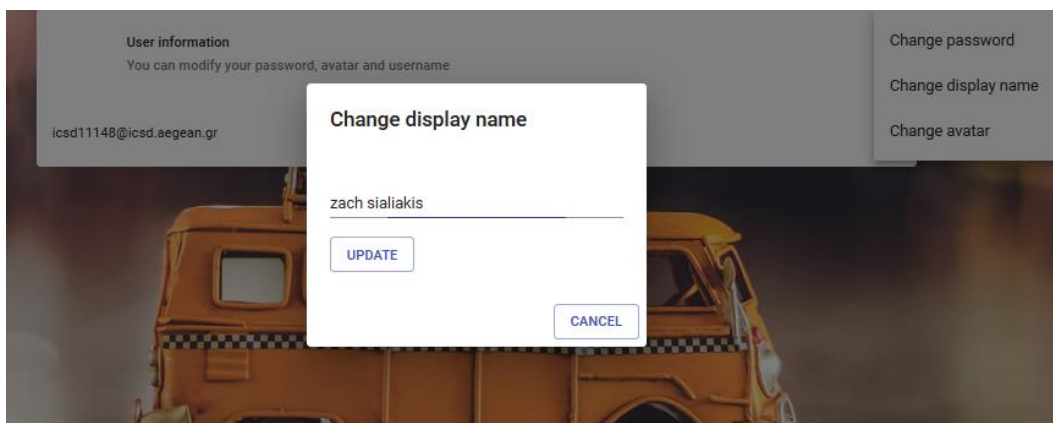 User information
You can modify your password, avatar and username
icsd11148@icsd.aegean.gr
Change password
Change display name
Change avatar
Change display name
zach sialiakis
UPDATE
CANCEL